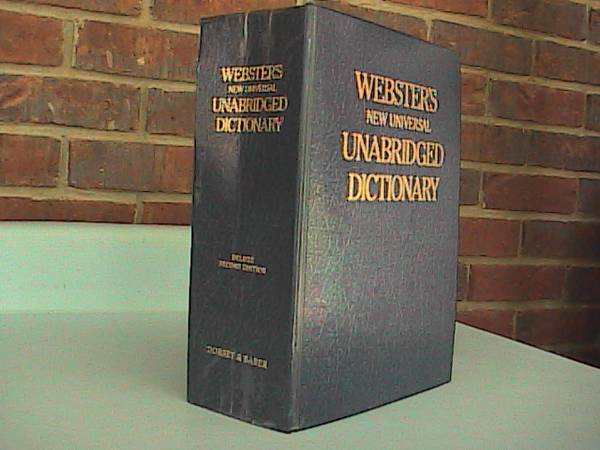 WEBSTER'S
NEW UNIVERSAL
UNABRIDGED
DICTIONARY
DELUXE
SECOND EDITION
DORSET & BABER
WEBSTER'S
NEW UNIVERSAL
UNABRIDGED
DICTIONARY